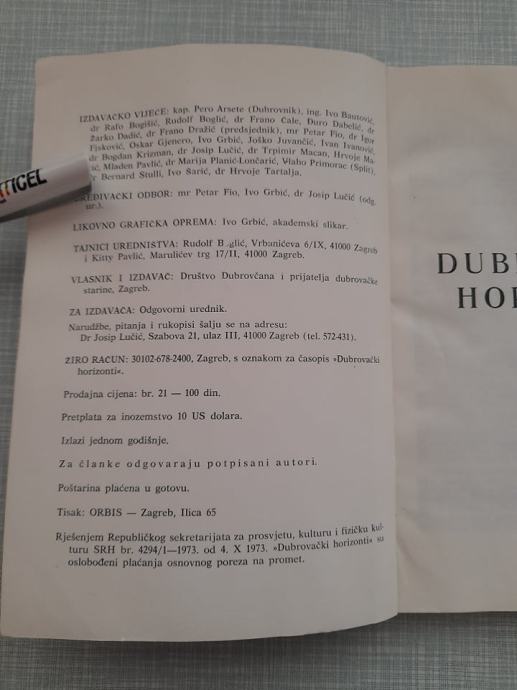 IZDAVAČKO VIJEĆE: kap. Pero Arsete (Dubrovnik), ing. Ivo Bautović,
dr Rafo Bogišić, Rudolf Boglić, dr Frano Čale, Đuro Dabelić, dr
Žarko Dadić, dr Frano Dražić (predsjednik), mr Petar Fio, dr Igor
Fisković, Oskar Gjenero, Ivo Grbić, Joško Juvančić, Ivan Ivanović,
dr Bogdan Krizman, dr Josip Lučić, dr Trpimir Macan, Hrvoje Ma-
Mladen Pavlić, dr Marija Planić-Lončarić, Vlaho Primorac (Split),
Bernard Stulli, Ivo Šarić, dr Hrvoje Tartalja.
TIGEL
REĐIVAČKI ODBOR: mr Petar Fio, Ivo Grbić, dr Josip Lučić (odg.
ur.).
LIKOVNO GRAFIČKA OPREMA: Ivo Grbić, akademski slikar.
TAJNICI UREDNIŠTVA: Rudolf B glić, Vrbanićeva 6/IX, 41000 Zagreb
i Kitty Pavlić, Marulićev trg 17/II, 41000 Zagreb.
VLASNIK I IZDAVAČ: Društvo Dubrovčana i prijatelja dubrovačke
starine, Zagreb.
ZA IZDAVAČA: Odgovorni urednik.
Narudžbe, pitanja i rukopisi šalju se na adresu:
Dr Josip Lučić, Szabova 21, ulaz III, 41000 Zagreb (tel. 572-431).
ŽIRO RAČUN: 30102-678-2400, Zagreb, s oznakom za časopis »Dubrovački
horizonti«.
Prodajna cijena: br. 21 — 100 din.
Pretplata za inozemstvo 10 US dolara.
Izlazi jednom godišnje.
Za članke odgovaraju potpisani autori.
Poštarina plaćena u gotovu.
Tisak: ORBIS — Zagreb, Ilica 65
Rješenjem Republičkog sekretarijata za prosvjetu, kulturu i fizičku kul-
turu SRH br. 4294/1—1973. od 4. X 1973. »Dubrovački horizonti« su
oslobođeni plaćanja osnovnog poreza na promet.
DUB
HO